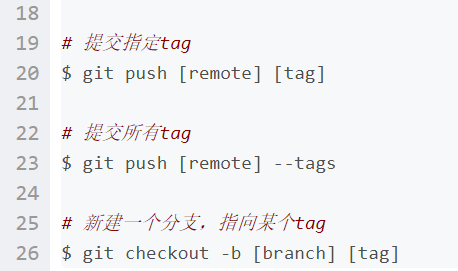 18
19 # 提交指定tag
20 $ git push [remote] [tag]
21
22 # 提交所有tag
23 $ git push [remote] --tags
24
25 # 新建一个分支，指向某个tag
26 $ git checkout -b [branch] [tag]